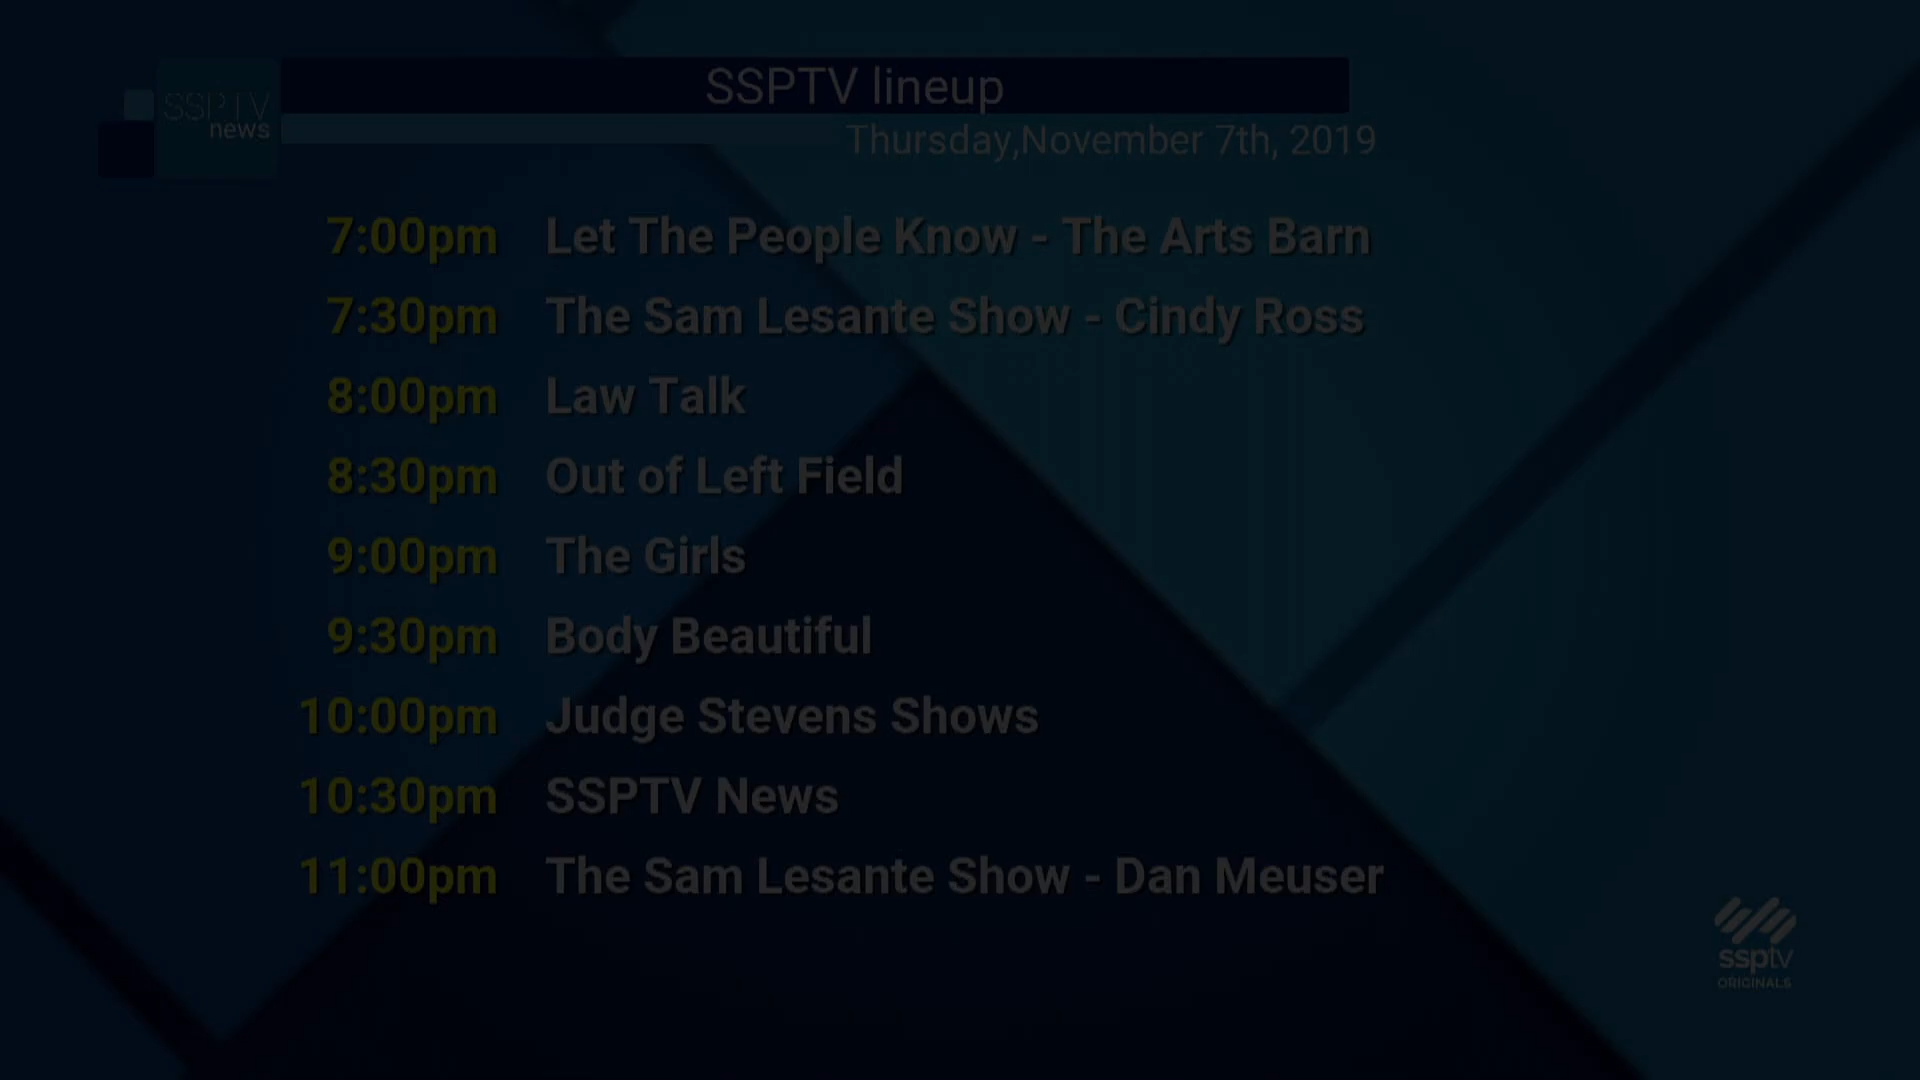 SSPTV lineup
SSPTV
news
Thursday,November 7th, 2019
7:00pm Let The People Know - The Arts Barn
7:30pm The Sam Lesante Show - Cindy Ross
8:00pm Law Talk
8:30pm Out of Left Field
9:00pm The Girls
9:30pm Body Beautiful
10:00pm Judge Stevens Shows
10:30pm SSPTV News
11:00pm The Sam Lesante Show - Dan Meuser
ssptv
ORIGINALS